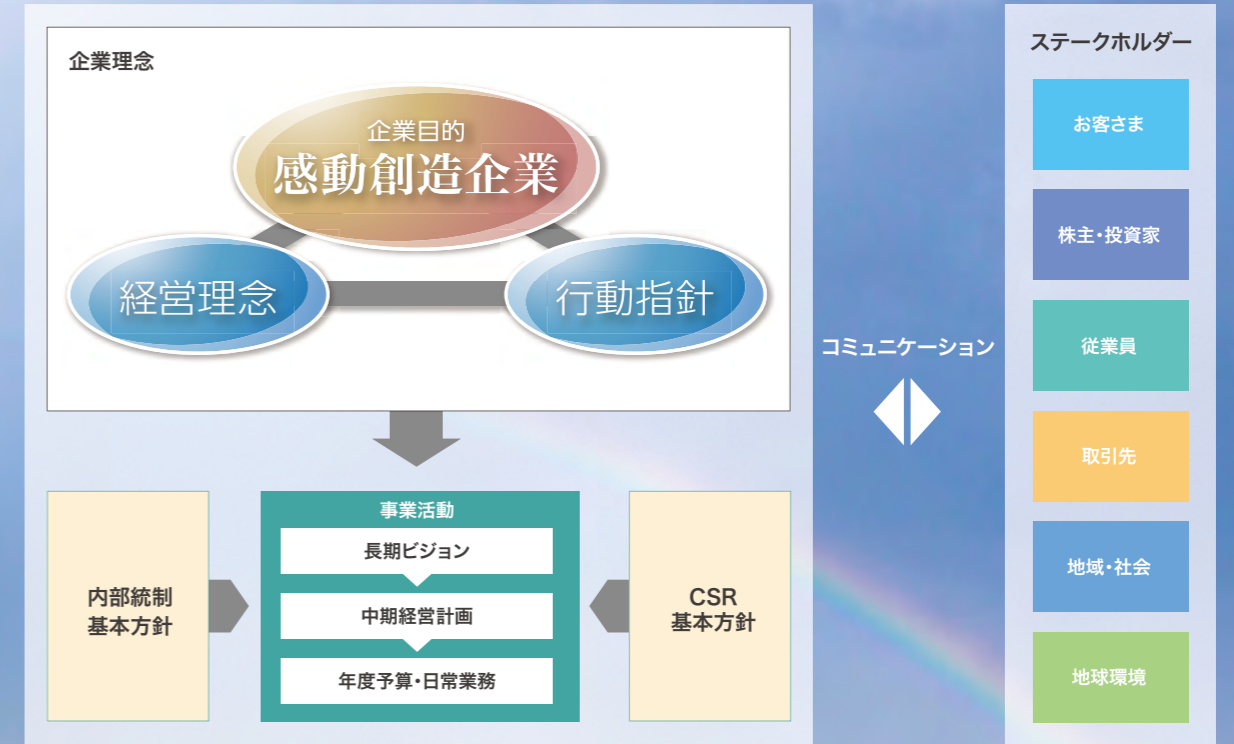 企業理念
企業目的
感動創造企業
経営理念
行動指針
内部統制
基本方針
事業活動
長期ビジョン
中期経営計画
年度予算・日常業務
CSR
基本方針
コミュニケーション
ステークホルダー
お客さま
株主・投資家
従業員
取引先
地域・社会
地球環境